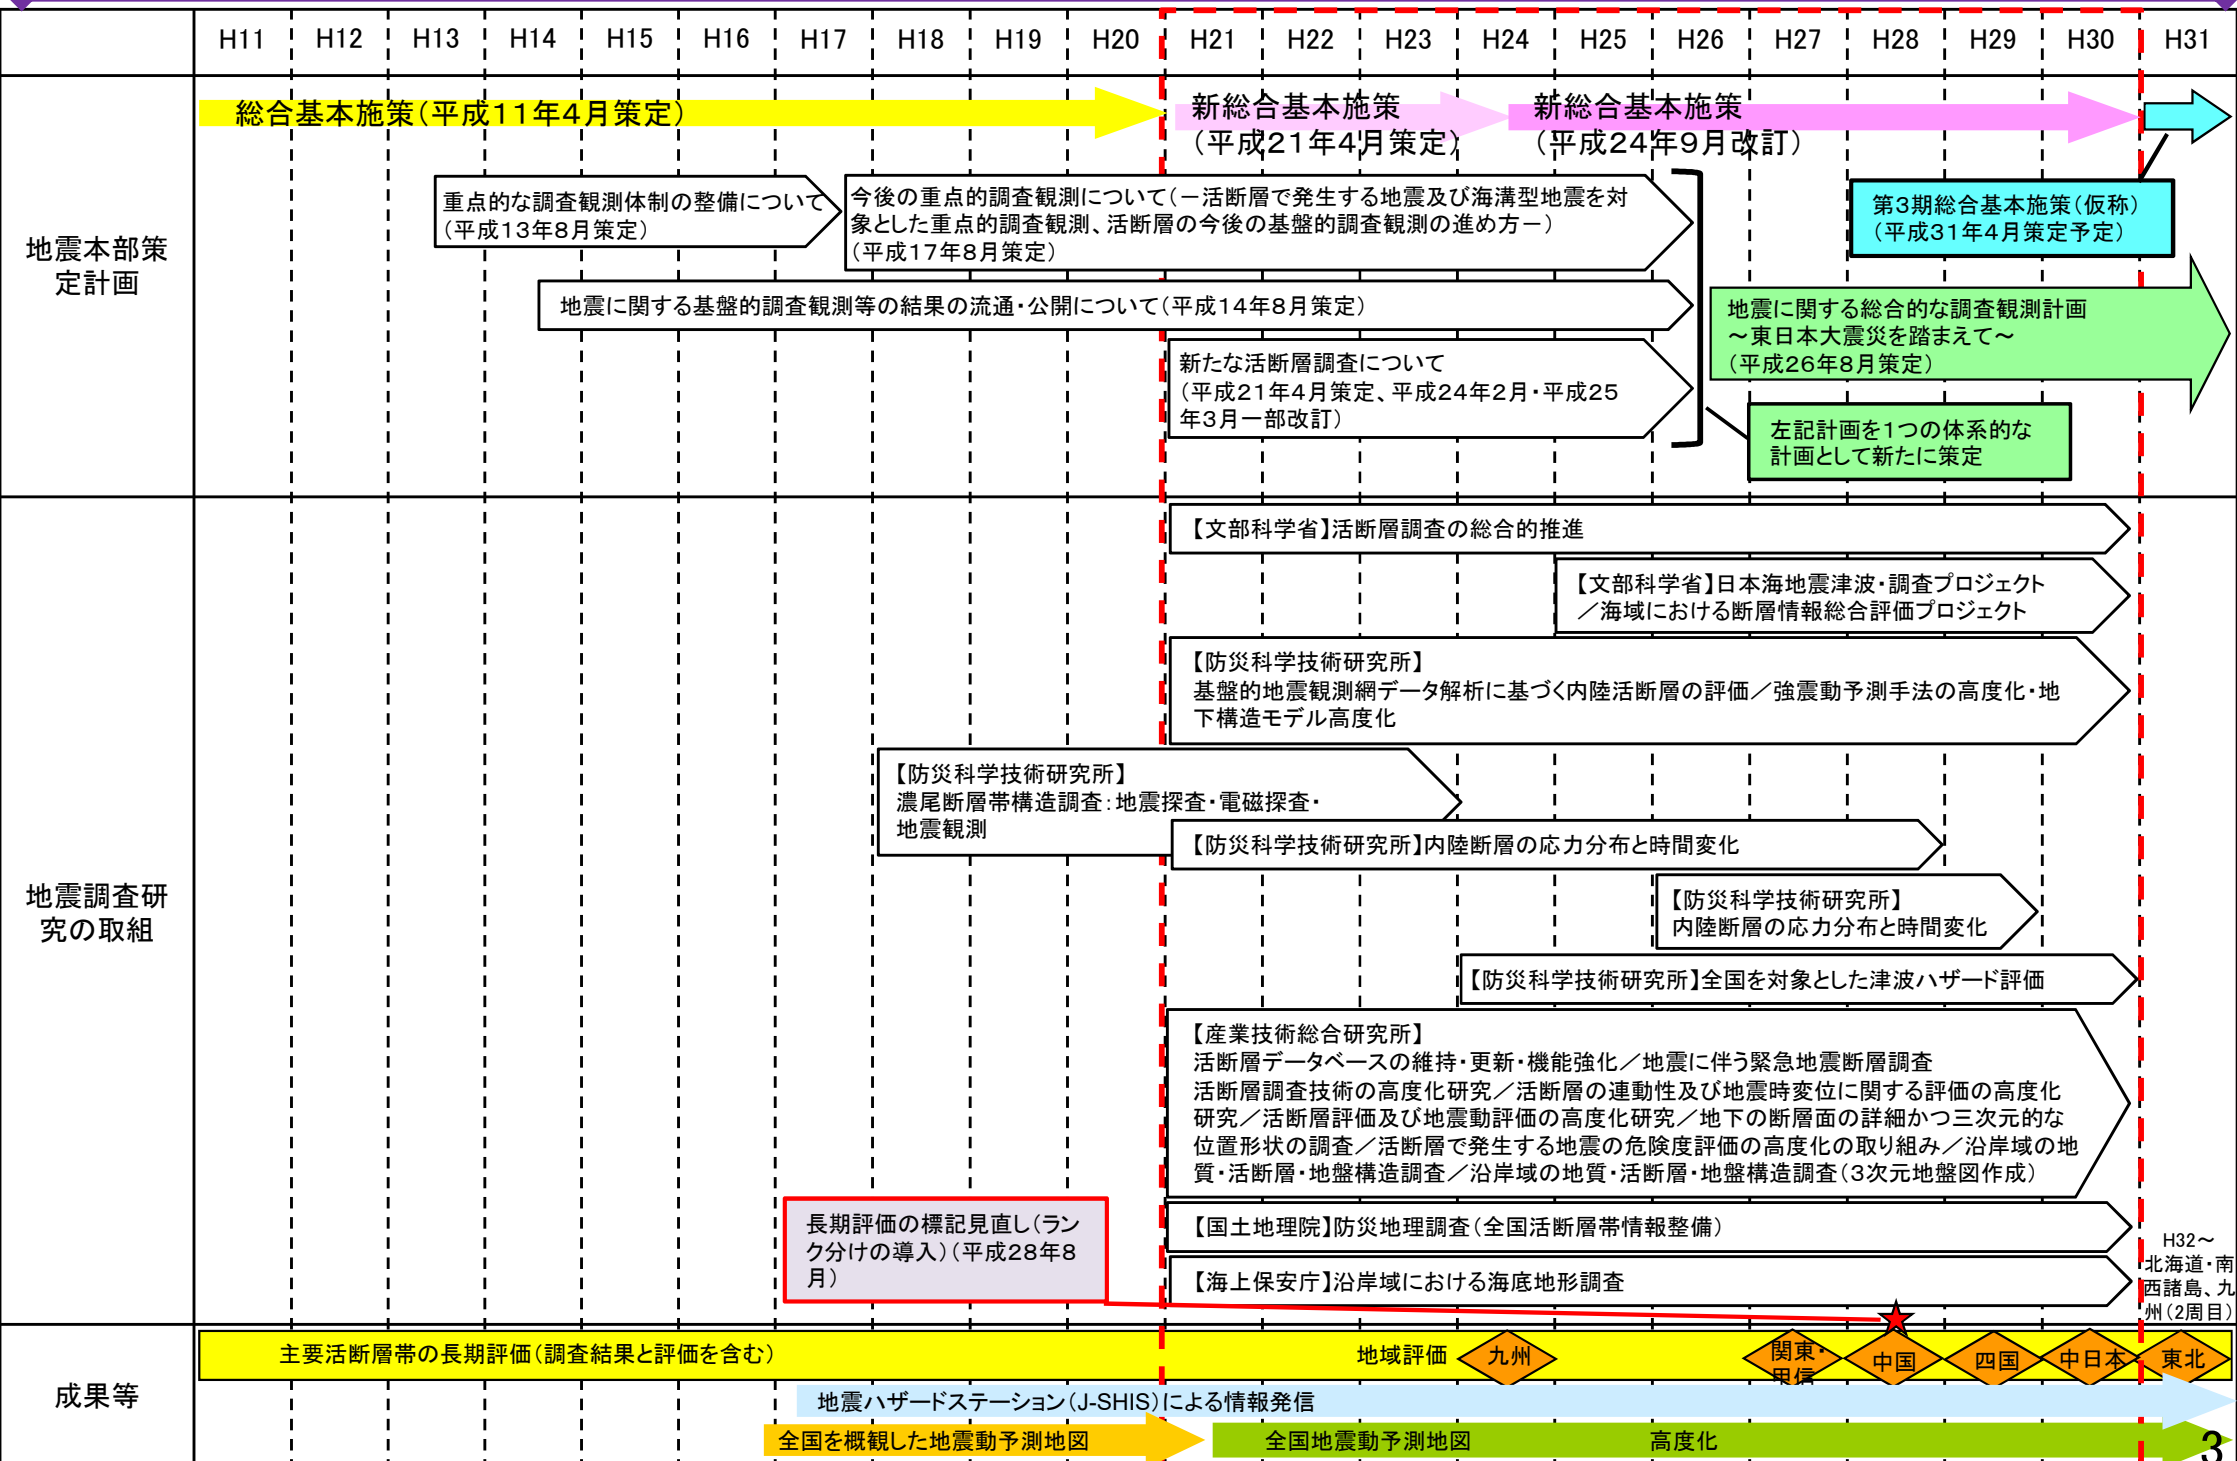 H11 H12 H13 H14 H15 H16 H17 H18 H19 H20 H21 H22 H23 H24 H25 H26 H27 H28 H29 H30 H31
地震本部策
定計画
総合基本施策(平成11年4月策定)
新総合基本施策
(平成21年4月策定)
新総合基本施策
(平成24年9月改訂)
重点的な調査観測体制の整備について
(平成13年8月策定)
今後の重点的調査観測について(-活断層で発生する地震及び海溝型地震を対
象とした重点的調査観測、活断層の今後の基盤的調査観測の進め方-)
(平成17年8月策定)
第3期総合基本施策(仮称)
(平成31年4月策定予定)
地震に関する基盤的調査観測等の結果の流通・公開について(平成14年8月策定)
地震に関する総合的な調査観測計画
~東日本大震災を踏まえて~
(平成26年8月策定)
新たな活断層調査について
(平成21年4月策定、平成24年2月・平成25
年3月一部改訂)
左記計画を1つの体系的な
計画として新たに策定
地震調査研
究の取組
【文部科学省】活断層調査の総合的推進
【文部科学省】日本海地震津波・調査プロジェクト
/海域における断層情報総合評価プロジェクト
【防災科学技術研究所】
基盤的地震観測網データ解析に基づく内陸活断層の評価/強震動予測手法の高度化・地
下構造モデル高度化
【防災科学技術研究所】
濃尾断層帯構造調査:地震探査・電磁探査・
地震観測
【防災科学技術研究所】内陸断層の応力分布と時間変化
【防災科学技術研究所】
内陸断層の応力分布と時間変化
【防災科学技術研究所】全国を対象とした津波ハザード評価
【産業技術総合研究所】
活断層データベースの維持・更新・機能強化/地震に伴う緊急地震断層調査
活断層調査技術の高度化研究/活断層の連動性及び地震時変位に関する評価の高度化
研究/活断層評価及び地震動評価の高度化研究/地下の断層面の詳細かつ三次元的な
位置形状の調査/活断層で発生する地震の危険度評価の高度化の取り組み/沿岸域の地
質・活断層・地盤構造調査/沿岸域の地質・活断層・地盤構造調査(3次元地盤図作成)
長期評価の標記見直し(ラン
ク分けの導入)(平成28年8
月)
【国土地理院】防災地理調査(全国活断層帯情報整備)
【海上保安庁】沿岸域における海底地形調査
H32~
北海道・南
西諸島、九
州(2周目)
成果等
主要活断層帯の長期評価(調査結果と評価を含む)
地域評価
九州
関東・
甲信
中国
四国
中日本
東北
地震ハザードステーション(J-SHIS)による情報発信
全国を概観した地震動予測地図
全国地震動予測地図
高度化
3